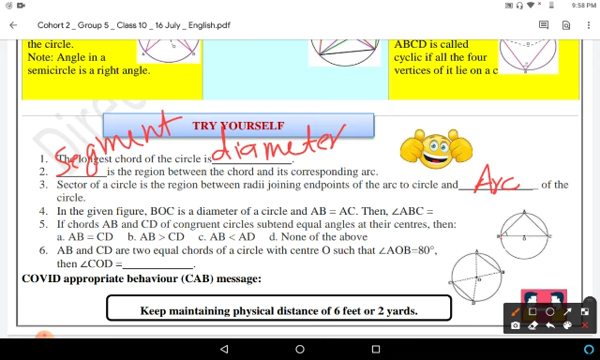 9:58 PM
Cohort 2 _ Group 5 _ Class 10 _ 16 July _ English.pdf
the circle.
Note: Angle in a
semicircle is a right angle.
ABCD is called
cyclic if all the four
vertices of it lie on a c
TRY YOURSELF
1. The longest chord of the circle is diameter.
2. Segment is the region between the chord and its corresponding arc.
3. Sector of a circle is the region between radii joining endpoints of the arc to circle and Arc of the
circle.
4. In the given figure, BOC is a diameter of a circle and AB = AC. Then, ∠ABC =
5. If chords AB and CD of congruent circles subtend equal angles at their centres, then:
a. AB = CD b. AB > CD c. AB < AD d. None of the above
6. AB and CD are two equal chords of a circle with centre O such that ∠AOB=80°,
then ∠COD =__________.
COVID appropriate behaviour (CAB) message:
Keep maintaining physical distance of 6 feet or 2 yards.